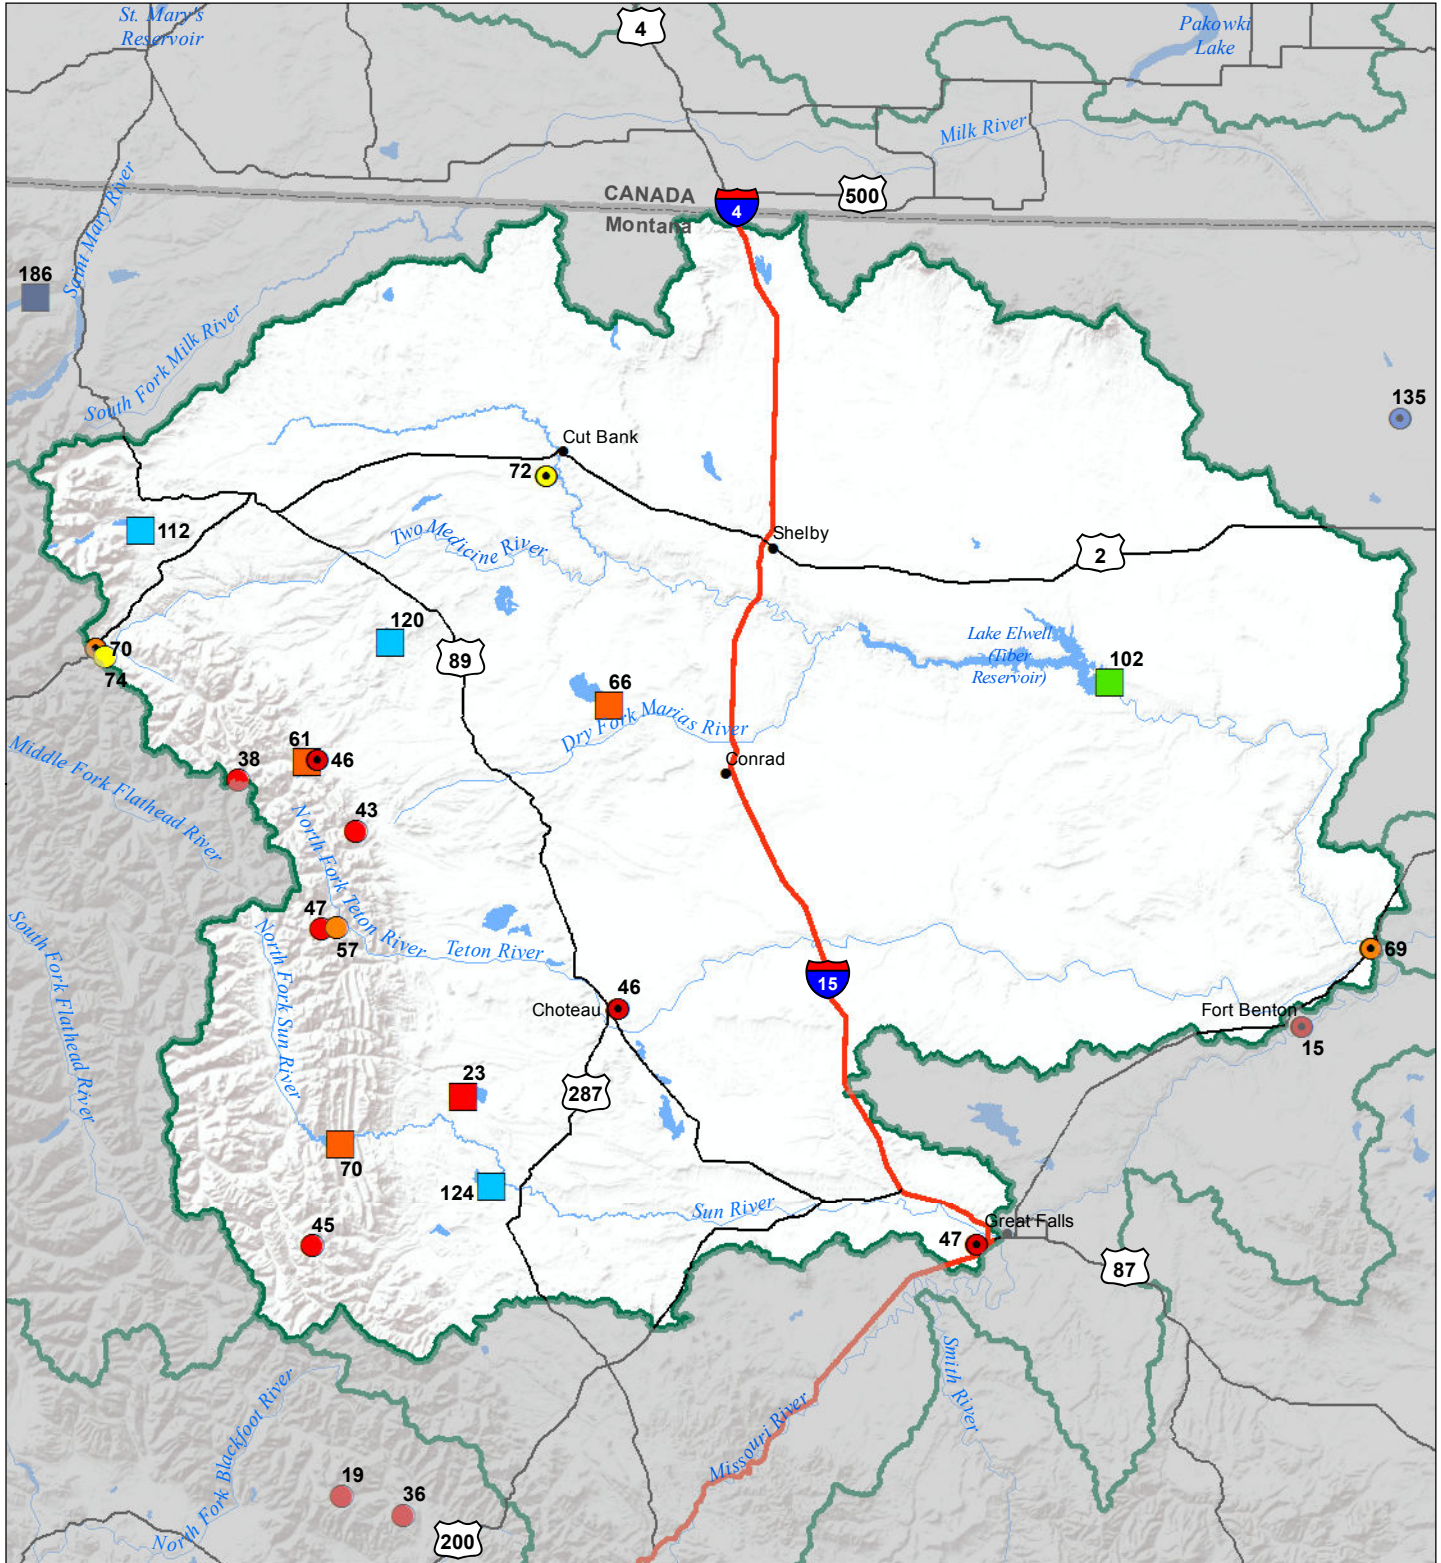 St. Mary's
Reservoir
4
Pakowki
Lake
Milk River
CANADA
Montana
4
500
Saint Mary River
186
South Fork Milk River
135
Cut Bank
72
112
Two Medicine River
Shelby
2
120
89
70
74
Lake Elwell
(Tiber
Reservoir)
102
66
Dry Fork Marias River
Middle Fork Flathead River
38
61
46
Conrad
43
North Fork Teton River
47
57
Teton River
South Fork Flathead River
North Fork Sun River
69
15
46
Choteau
Fort Benton
15
23
287
70
124
Sun River
45
Great Falls
47
87
Smith River
Missouri River
North Fork Blackfoot River
19
36
200